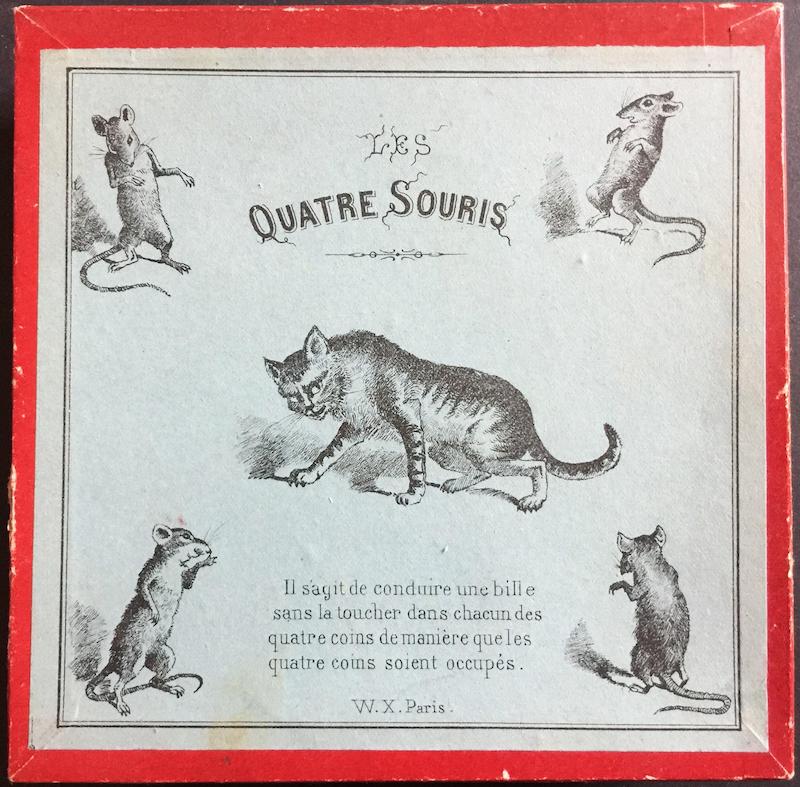 LES
QUATRE SOURIS
Il s'agit de conduire une bille
sans la toucher dans chacun des
quatre coins de manière que les
quatre coins soient occupés.
W. X. Paris.